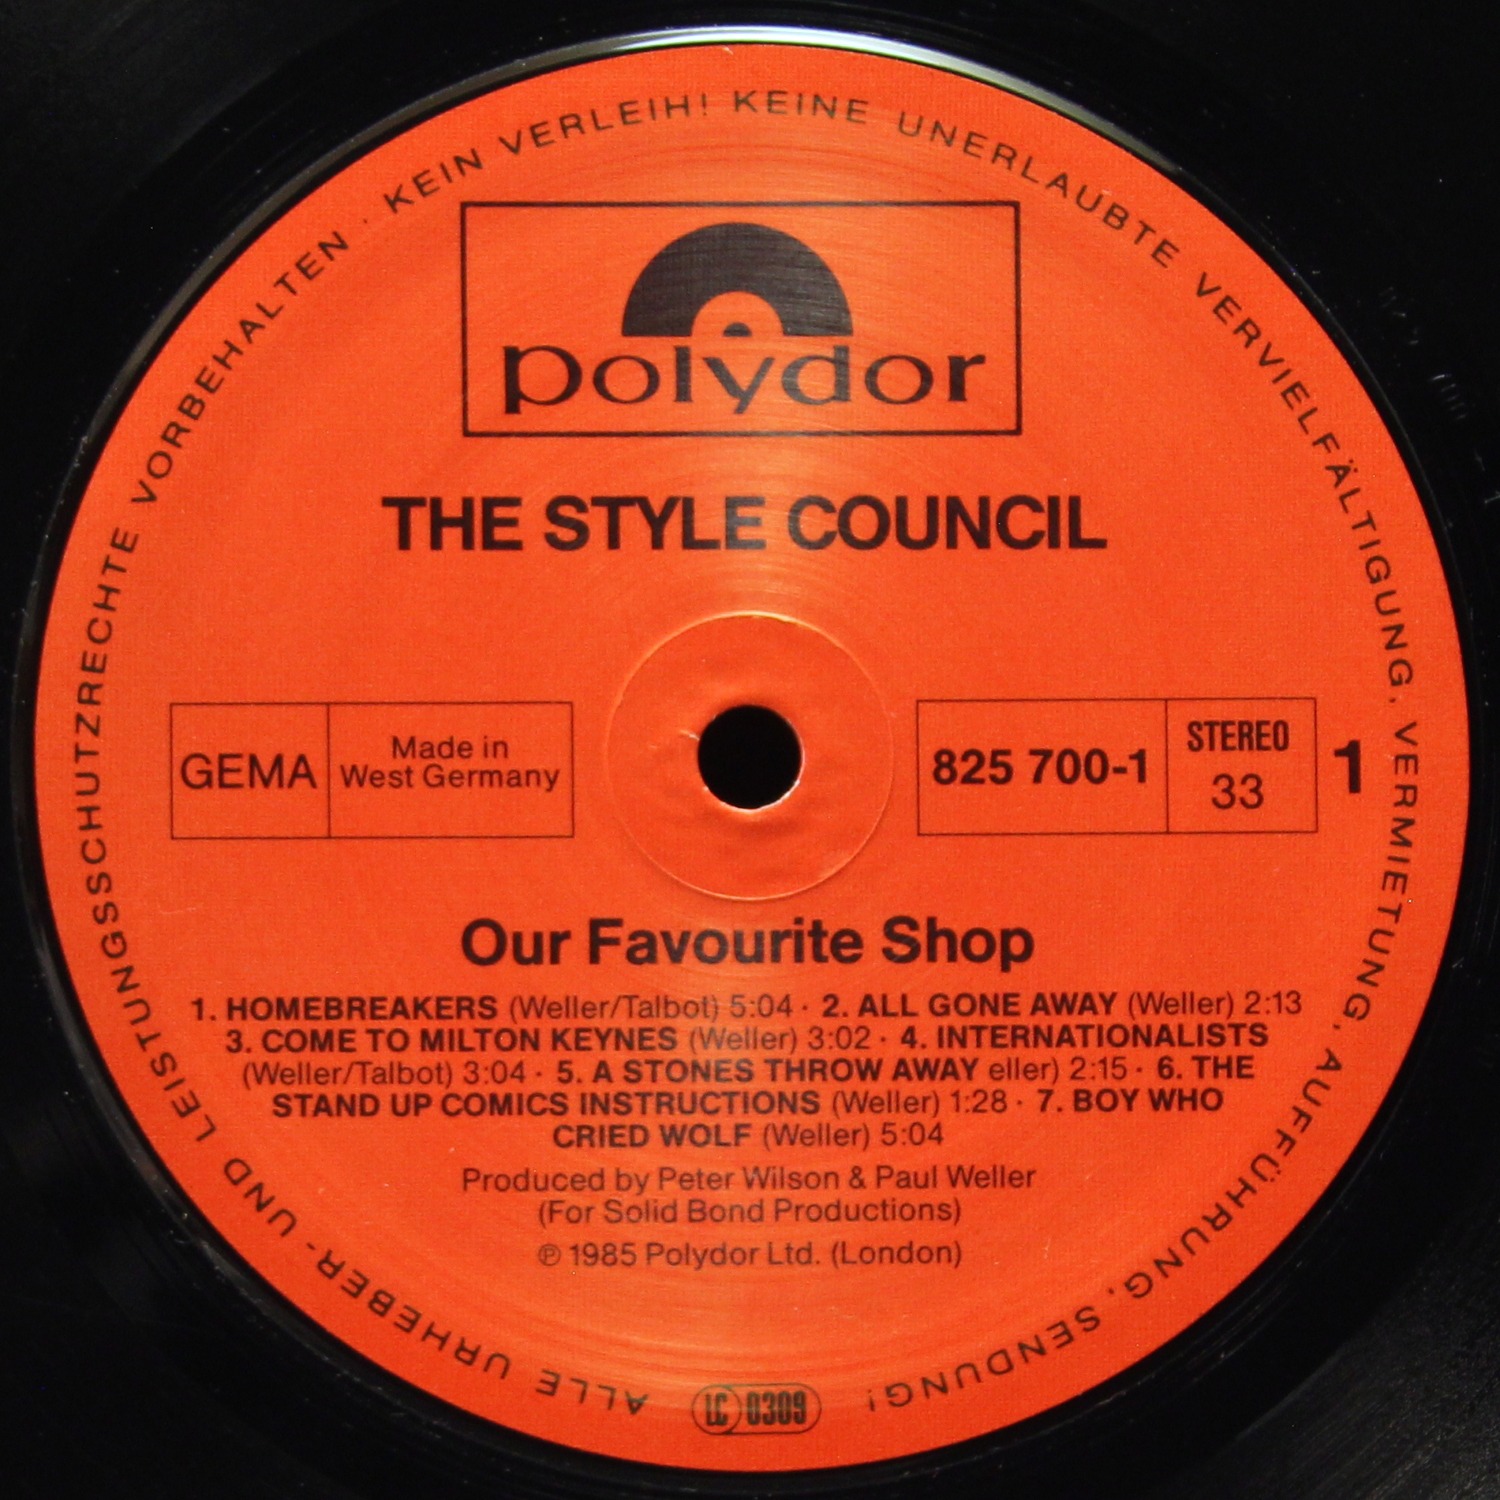 ALLE URHEBER- UND LEISTUNGSSCHUTZRECHTE VORBEHALTEN · KEIN VERLEIH! KEINE UNERLAUBTE VERVIELFÄLTIGUNG, VERMIETUNG, AUFFÜHRUNG, SENDUNG!
polydor
THE STYLE COUNCIL
GEMA
Made in
West Germany
825 700-1
STEREO
33
1
Our Favourite Shop
1. HOMEBREAKERS (Weller/Talbot) 5:04 · 2. ALL GONE AWAY (Weller) 2:13
3. COME TO MILTON KEYNES (Weller) 3:02 · 4. INTERNATIONALISTS
(Weller/Talbot) 3:04 · 5. A STONES THROW AWAY eller) 2:15 · 6. THE
STAND UP COMICS INSTRUCTIONS (Weller) 1:28 · 7. BOY WHO
CRIED WOLF (Weller) 5:04
Produced by Peter Wilson & Paul Weller
(For Solid Bond Productions)
℗ 1985 Polydor Ltd. (London)
LC 0309